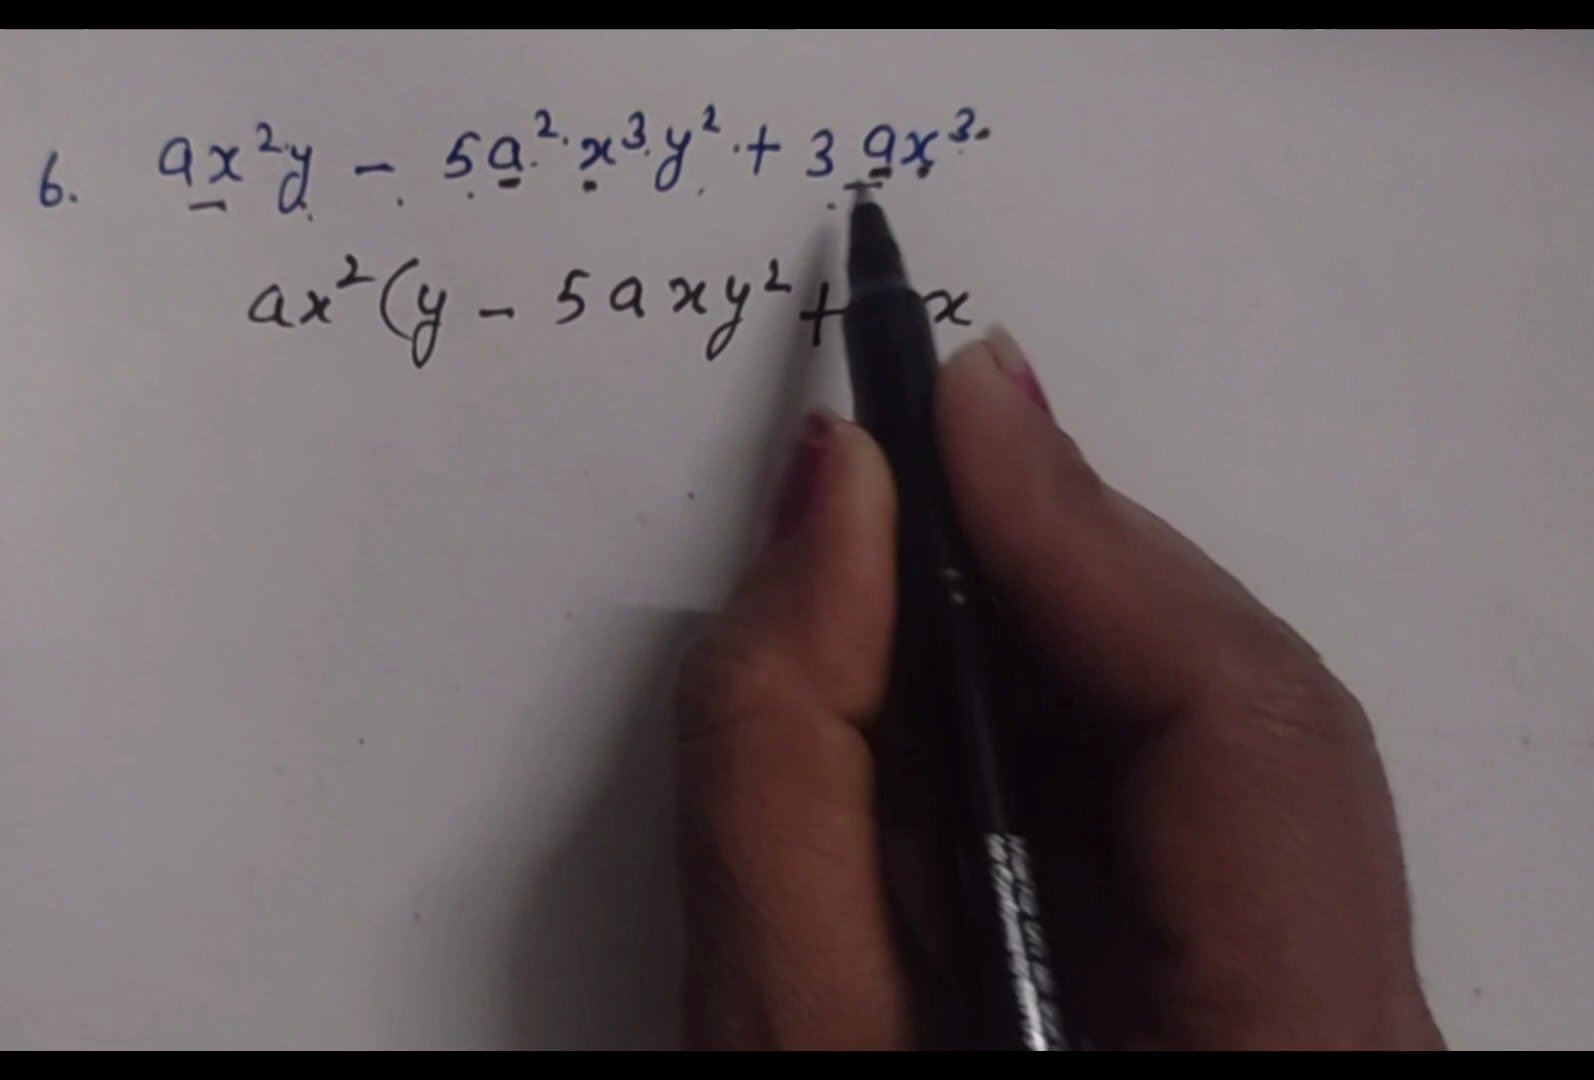 6. ax²y - 5a²x³y² + 3ax³
ax²(y - 5axy² + x